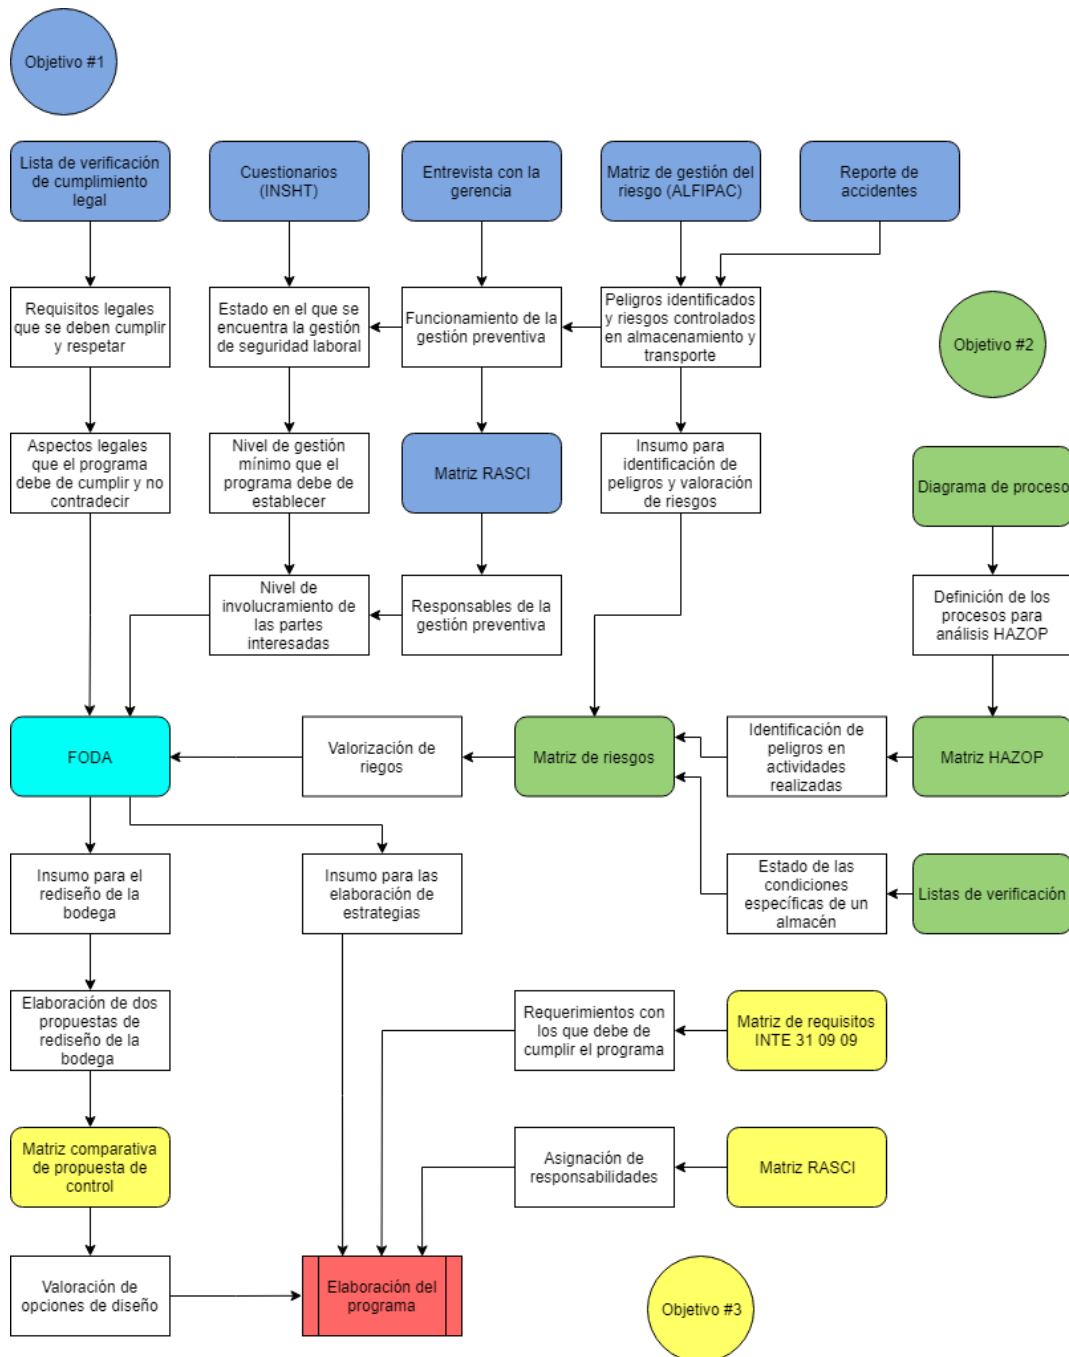 Objetivo #1
Lista de verificación
de cumplimiento
legal
Cuestionarios
(INSHT)
Entrevista con la
gerencia
Matriz de gestión del
riesgo (ALFIPAC)
Reporte de
accidentes
Requisitos legales
que se deben cumplir
y respetar
Estado en el que se
encuentra la gestión
de seguridad laboral
Funcionamiento de la
gestión preventiva
Peligros identificados
y riesgos controlados
en almacenamiento y
transporte
Objetivo #2
Aspectos legales
que el programa
debe de cumplir y no
contradecir
Nivel de gestión
mínimo que el
programa debe de
establecer
Matriz RASCI
Insumo para
identificación de
peligros y valoración
de riesgos
Diagrama de proceso
Nivel de
involucramiento de
las partes
interesadas
Responsables de la
gestión preventiva
Definición de los
procesos para
análisis HAZOP
FODA
Valorización de
riegos
Matriz de riesgos
Identificación de
peligros en
actividades
realizadas
Matriz HAZOP
Insumo para el
rediseño de la
bodega
Insumo para las
elaboración de
estrategias
Estado de las
condiciones
específicas de un
almacén
Listas de verificación
Elaboración de dos
propuestas de
rediseño de la
bodega
Requerimientos con
los que debe de
cumplir el programa
Matriz de requisitos
INTE 31 09 09
Matriz comparativa
de propuesta de
control
Asignación de
responsabilidades
Matriz RASCI
Valoración de
opciones de diseño
Elaboración del
programa
Objetivo #3